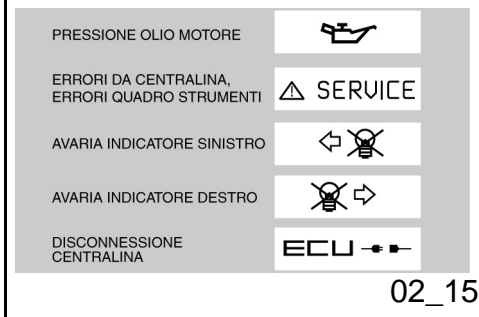 PRESSIONE OLIO MOTORE
ERRORI DA CENTRALINA,
ERRORI QUADRO STRUMENTI
SERVICE
AVARIA INDICATORE SINISTRO
AVARIA INDICATORE DESTRO
DISCONNESSIONE
CENTRALINA
ECU
02_15